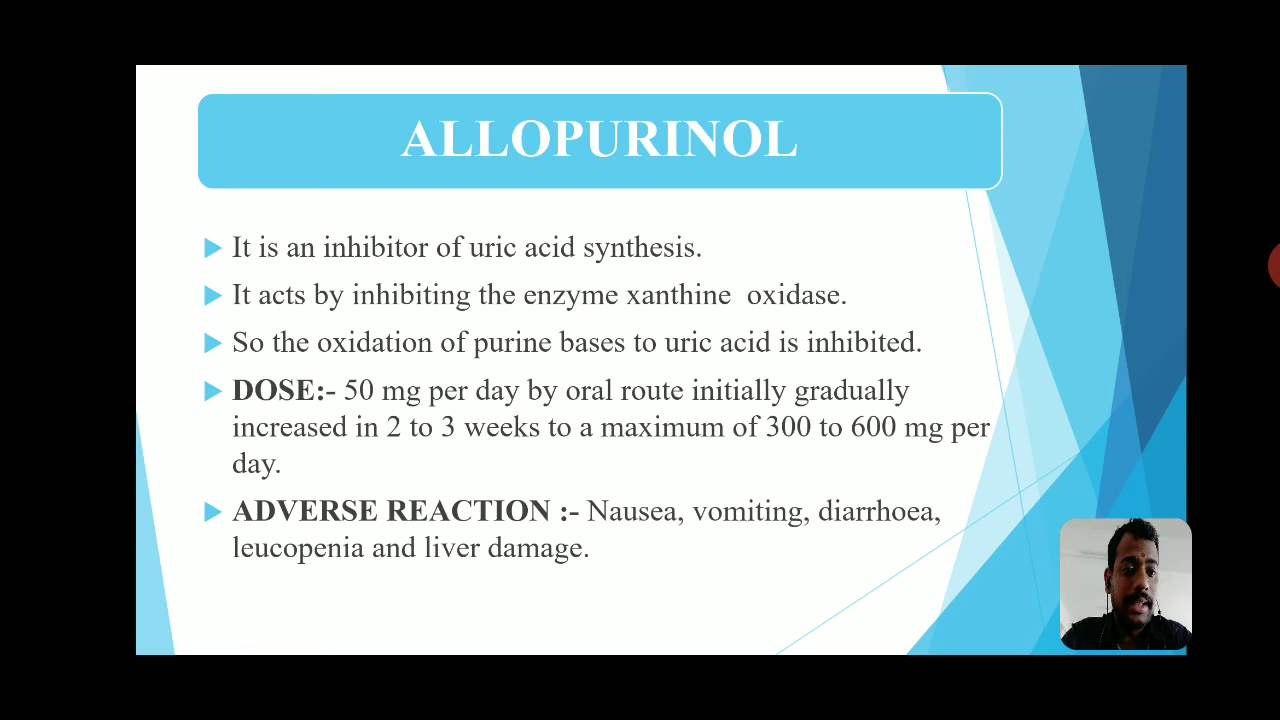 ALLOPURINOL
It is an inhibitor of uric acid synthesis.
It acts by inhibiting the enzyme xanthine  oxidase.
So the oxidation of purine bases to uric acid is inhibited.
DOSE:- 50 mg per day by oral route initially gradually
increased in 2 to 3 weeks to a maximum of 300 to 600 mg per
day.
ADVERSE REACTION :- Nausea, vomiting, diarrhoea,
leucopenia and liver damage.